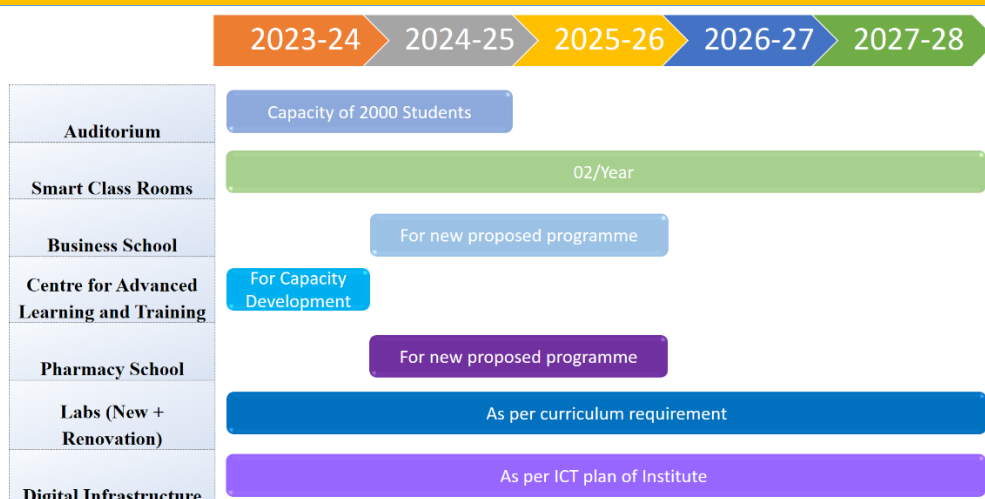 2023-24 2024-25 2025-26 2026-27 2027-28
Auditorium
Capacity of 2000 Students
Smart Class Rooms
02/Year
Business School
For new proposed programme
Centre for Advanced
Learning and Training
For Capacity
Development
Pharmacy School
For new proposed programme
Labs (New +
Renovation)
As per curriculum requirement
Digital Infrastructure
As per ICT plan of Institute